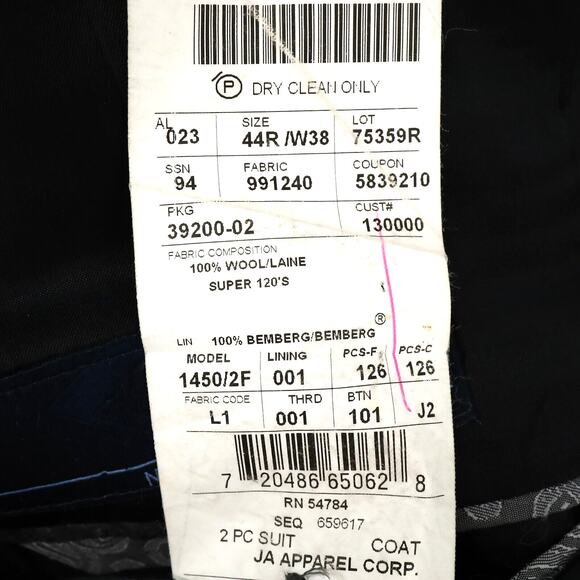 P DRY CLEAN ONLY
AL SIZE LOT
023 44R /W38 75359R
SSN FABRIC COUPON
94 991240 5839210
PKG CUST#
39200-02 130000
FABRIC COMPOSITION
100% WOOL/LAINE
SUPER 120'S
®
LIN 100% BEMBERG/BEMBERG
MODEL LINING PCS-F PCS-C
1450/2F 001 126 126
FABRIC CODE THRD BTN
L1 001 101 J2
7 20486 65062 8
RN 54784
SEQ 659617
2 PC SUIT COAT
JA APPAREL CORP.